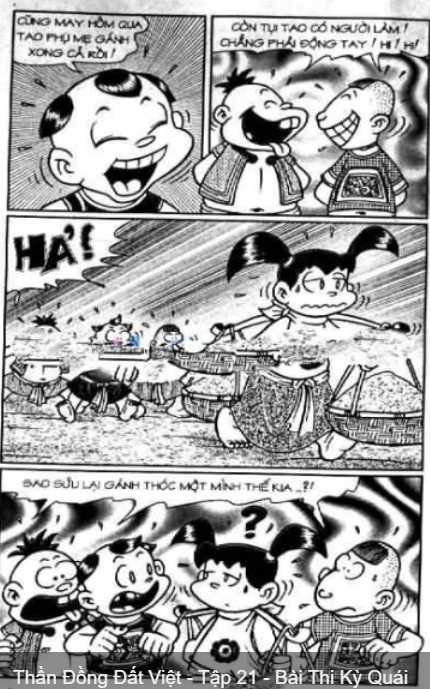 CŨNG MAY HÔM QUA
TAO PHỤ MẸ GÁNH
XONG CẢ RỒI!
CÒN TỤI TAO CÓ NGƯỜI LÀM!
CHẲNG PHẢI ĐỘNG TAY! HI! HI!
HẢ!
SAO SỬU LẠI GÁNH THÓC MỘT MÌNH THẾ KIA...?!
?
Thần Đồng Đất Việt - Tập 21 - Bài Thi Kỳ Quái